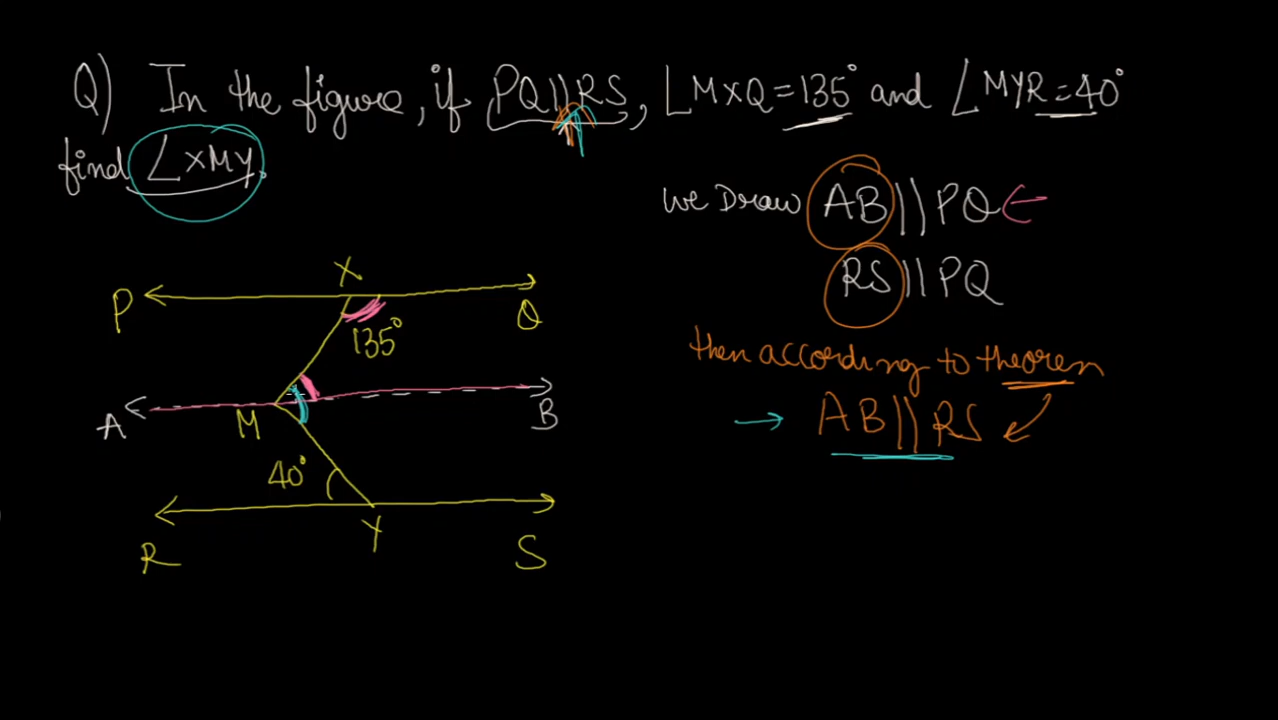 Q) In the figure, if PQ||RS, ∠MXQ=135° and ∠MYR=40°
find ∠XMY.
we Draw AB||PQ
RS||PQ
then according to theorem
AB||RS
X
P
Q
135°
A
M
B
40°
Y
R
S